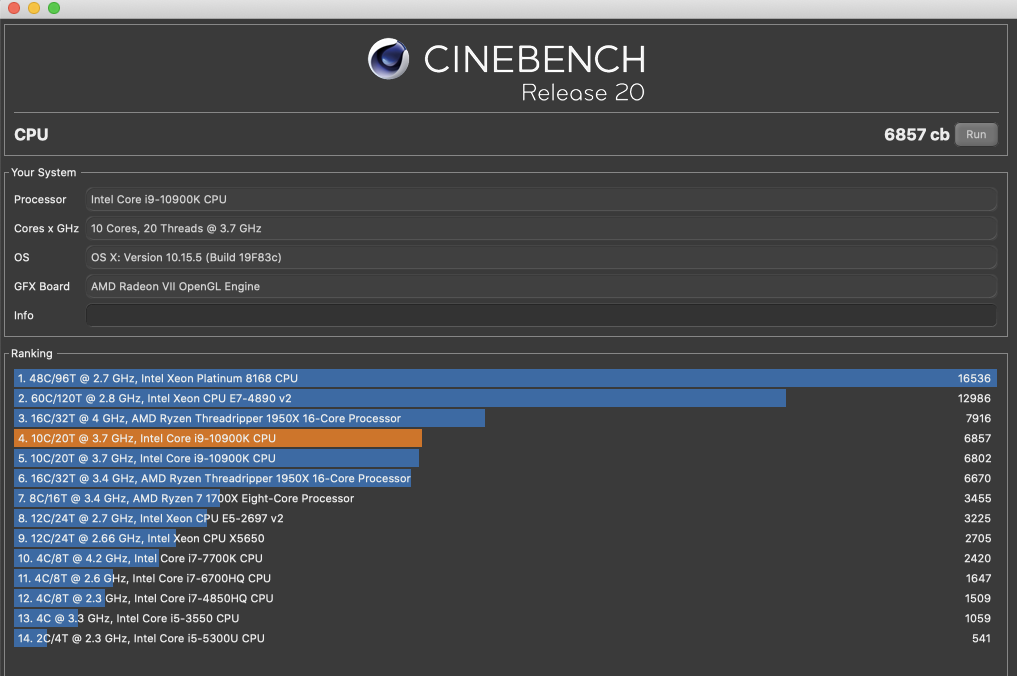 CINEBENCH
Release 20
CPU 6857 cb Run
Your System
Processor Intel Core i9-10900K CPU
Cores x GHz 10 Cores, 20 Threads @ 3.7 GHz
OS OS X: Version 10.15.5 (Build 19F83c)
GFX Board AMD Radeon VII OpenGL Engine
Info
Ranking
1. 48C/96T @ 2.7 GHz, Intel Xeon Platinum 8168 CPU 16536
2. 60C/120T @ 2.8 GHz, Intel Xeon CPU E7-4890 v2 12986
3. 16C/32T @ 4 GHz, AMD Ryzen Threadripper 1950X 16-Core Processor 7916
4. 10C/20T @ 3.7 GHz, Intel Core i9-10900K CPU 6857
5. 10C/20T @ 3.7 GHz, Intel Core i9-10900K CPU 6802
6. 16C/32T @ 3.4 GHz, AMD Ryzen Threadripper 1950X 16-Core Processor 6670
7. 8C/16T @ 3.4 GHz, AMD Ryzen 7 1700X Eight-Core Processor 3455
8. 12C/24T @ 2.7 GHz, Intel Xeon CPU E5-2697 v2 3225
9. 12C/24T @ 2.66 GHz, Intel Xeon CPU X5650 2705
10. 4C/8T @ 4.2 GHz, Intel Core i7-7700K CPU 2420
11. 4C/8T @ 2.6 GHz, Intel Core i7-6700HQ CPU 1647
12. 4C/8T @ 2.3 GHz, Intel Core i7-4850HQ CPU 1509
13. 4C @ 3.3 GHz, Intel Core i5-3550 CPU 1059
14. 2C/4T @ 2.3 GHz, Intel Core i5-5300U CPU 541